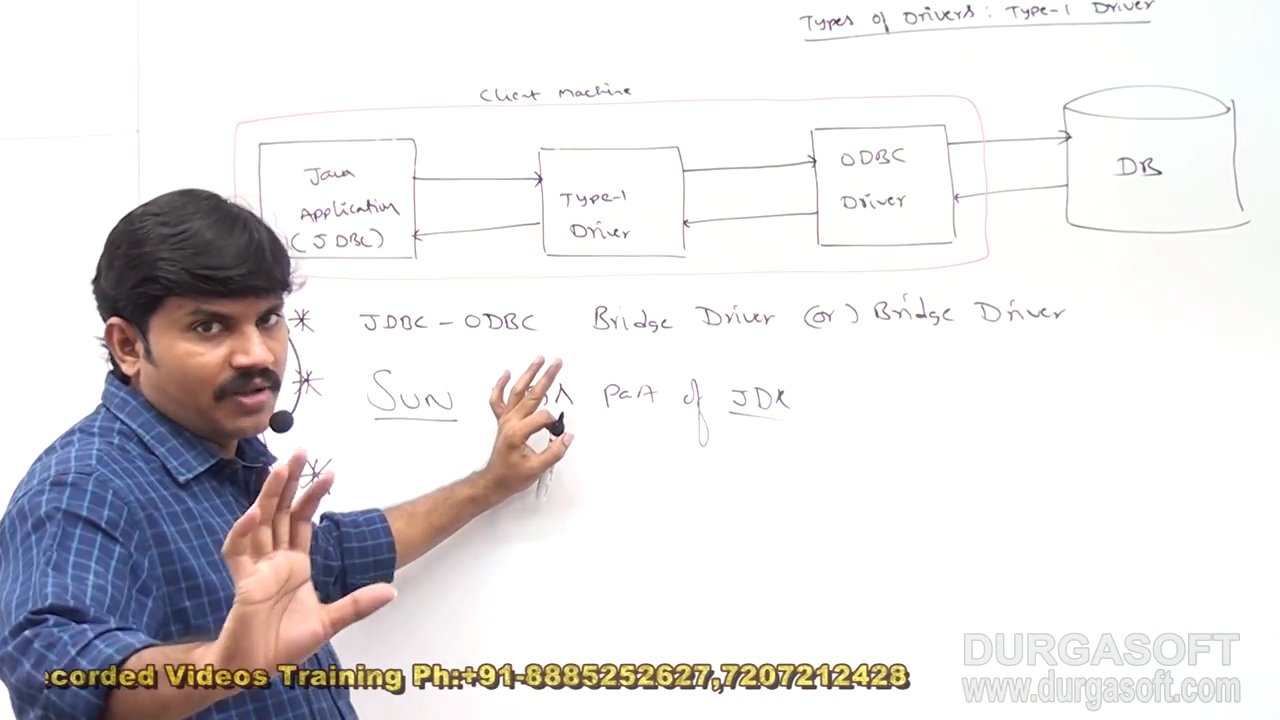 Types of Drivers : Type-1 Driver
Client Machine
Java
Application
(JDBC)
Type-1
Driver
ODBC
Driver
DB
* JDBC - ODBC Bridge Driver (or) Bridge Driver
* SUN part of JDK
*
ecorded Videos Training Ph:+91-8885252627,7207212428
DURGASOFT
www.durgasoft.com